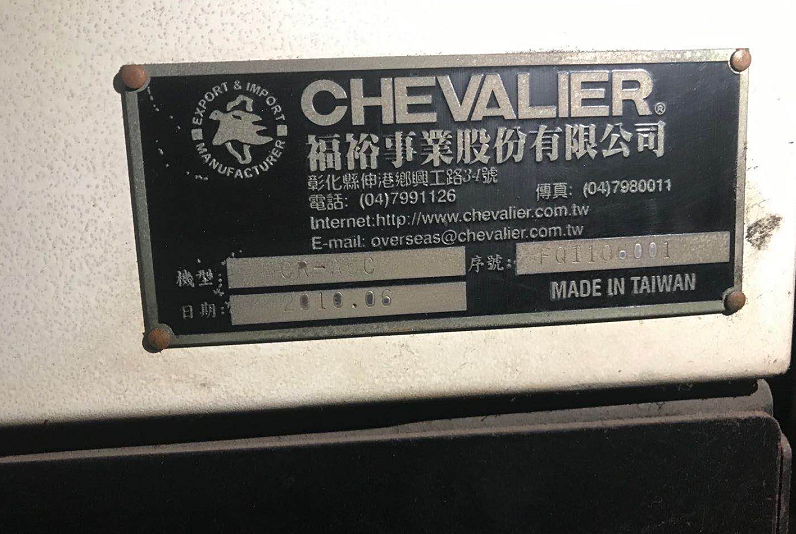 EXPORT & IMPORT
MANUFACTURER
CHEVALIER®
福裕事業股份有限公司
彰化縣伸港鄉興工路34號
電話: (04)7991126 傳真: (04)7980011
Internet:http://www.chevalier.com.tw
E-mail: overseas@chevalier.com.tw
機型: 序號:
日期: 2010.06 MADE IN TAIWAN